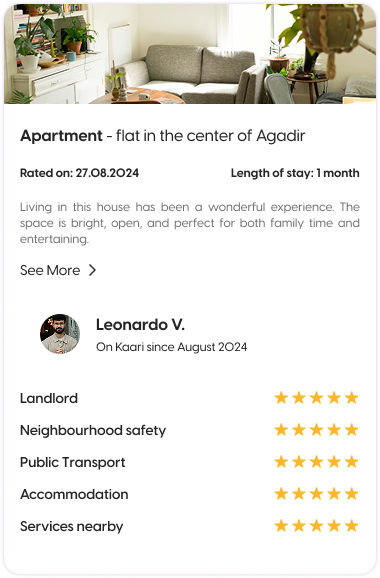 Apartment - flat in the center of Agadir
Rated on: 27.08.2024
Length of stay: 1 month
Living in this house has been a wonderful experience. The
space is bright, open, and perfect for both family time and
entertaining.
See More
Leonardo V.
On Kaari since August 2024
Landlord
Neighbourhood safety
Public Transport
Accommodation
Services nearby